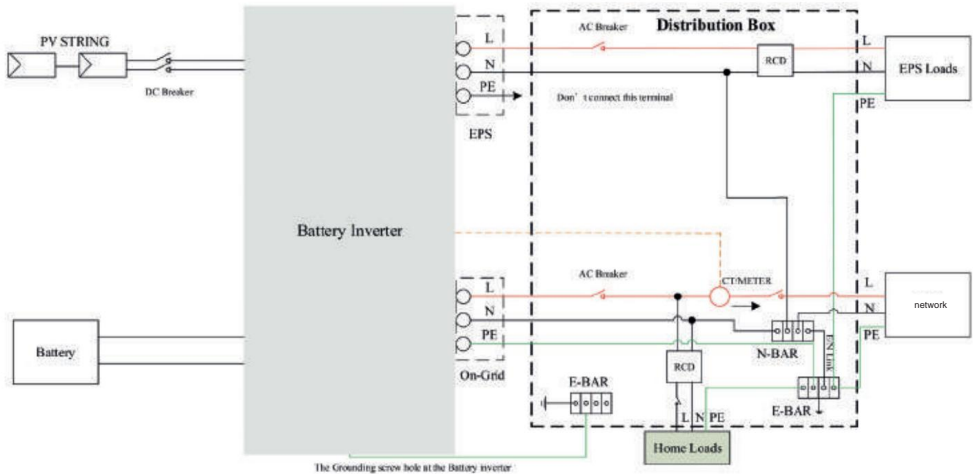 PV STRING
DC Breaker
Battery Inverter
Battery
L
N
PE
EPS
AC Breaker
Distribution Box
RCD
Don't connect this terminal
L
N
PE
EPS Loads
L
N
PE
On-Grid
AC Breaker
CT/METER
L
N
PE
network
N-BAR
E/N Link
E-BAR
RCD
E-BAR
L N PE
Home Loads
The Grounding screw hole at the Battery inverter